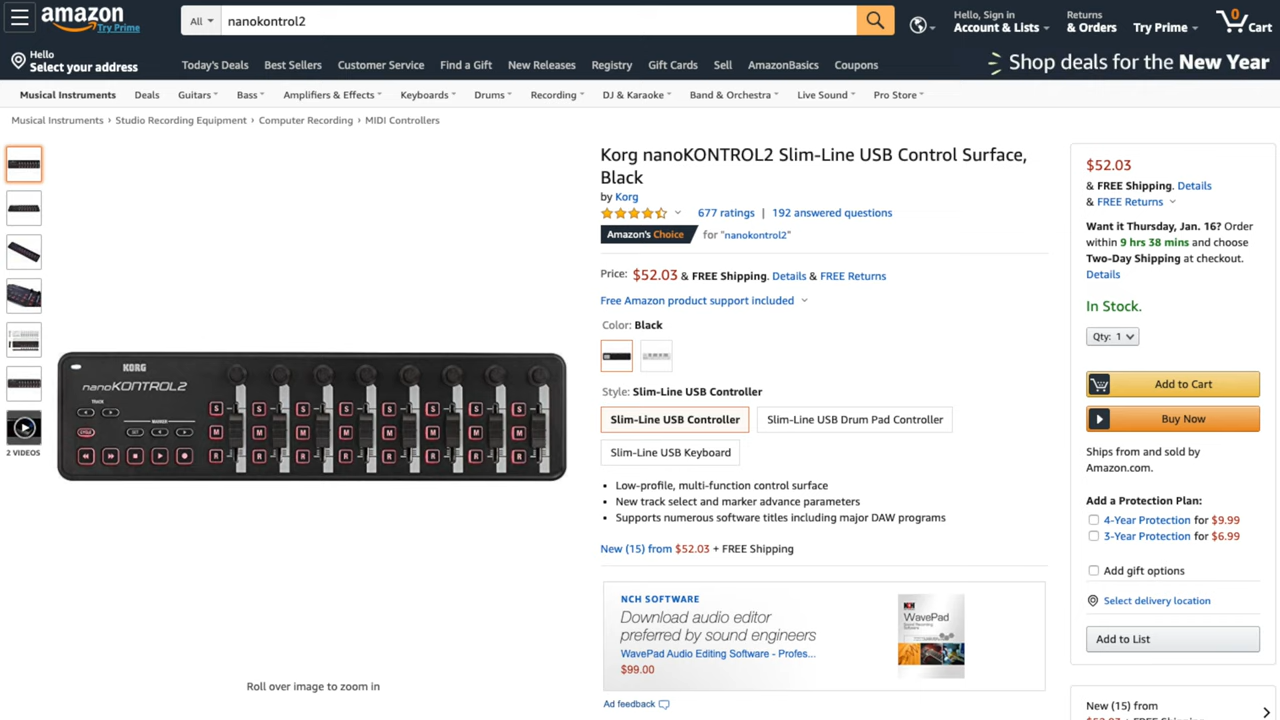 amazon
Try Prime
All
nanokontrol2
Hello, Sign in
Account & Lists
Returns
& Orders
Try Prime
0
Cart
Hello
Select your address
Today's Deals
Best Sellers
Customer Service
Find a Gift
New Releases
Registry
Gift Cards
Sell
AmazonBasics
Coupons
Shop deals for the New Year
Musical Instruments
Deals
Guitars
Bass
Amplifiers & Effects
Keyboards
Drums
Recording
DJ & Karaoke
Band & Orchestra
Live Sound
Pro Store
Musical Instruments › Studio Recording Equipment › Computer Recording › MIDI Controllers
2 VIDEOS
KORG
nanoKONTROL2
TRACK
MARKER
CYCLE
SET
S S S S S S S S
M M M M M M M M
R R R R R R R R
Roll over image to zoom in
Korg nanoKONTROL2 Slim-Line USB Control Surface,
Black
by Korg
677 ratings | 192 answered questions
Amazon's Choice for "nanokontrol2"
Price: $52.03 & FREE Shipping. Details & FREE Returns
Free Amazon product support included
Color: Black
Style: Slim-Line USB Controller
Slim-Line USB Controller
Slim-Line USB Drum Pad Controller
Slim-Line USB Keyboard
• Low-profile, multi-function control surface
• New track select and marker advance parameters
• Supports numerous software titles including major DAW programs
New (15) from $52.03 + FREE Shipping
NCH SOFTWARE
Download audio editor
preferred by sound engineers
WavePad Audio Editing Software - Profes...
$99.00
NCH
WavePad
Ad feedback
$52.03
& FREE Shipping. Details
& FREE Returns
Want it Thursday, Jan. 16? Order
within 9 hrs 38 mins and choose
Two-Day Shipping at checkout.
Details
In Stock.
Qty: 1
Add to Cart
Buy Now
Ships from and sold by
Amazon.com.
Add a Protection Plan:
4-Year Protection for $9.99
3-Year Protection for $6.99
Add gift options
Select delivery location
Add to List
New (15) from
$52.03 + FREE Shipping